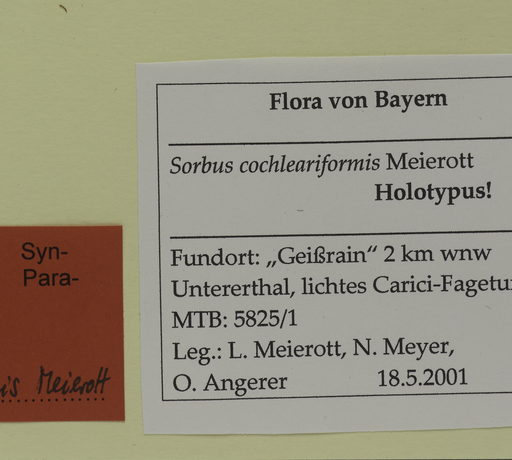 Flora von Bayern
Sorbus cochleariformis Meierott
Holotypus!
Fundort: „Geißrain“ 2 km wnw
Untererthal, lichtes Carici-Fagetu
MTB: 5825/1
Leg.: L. Meierott, N. Meyer,
O. Angerer 18.5.2001
Syn-
Para-
is Meierott